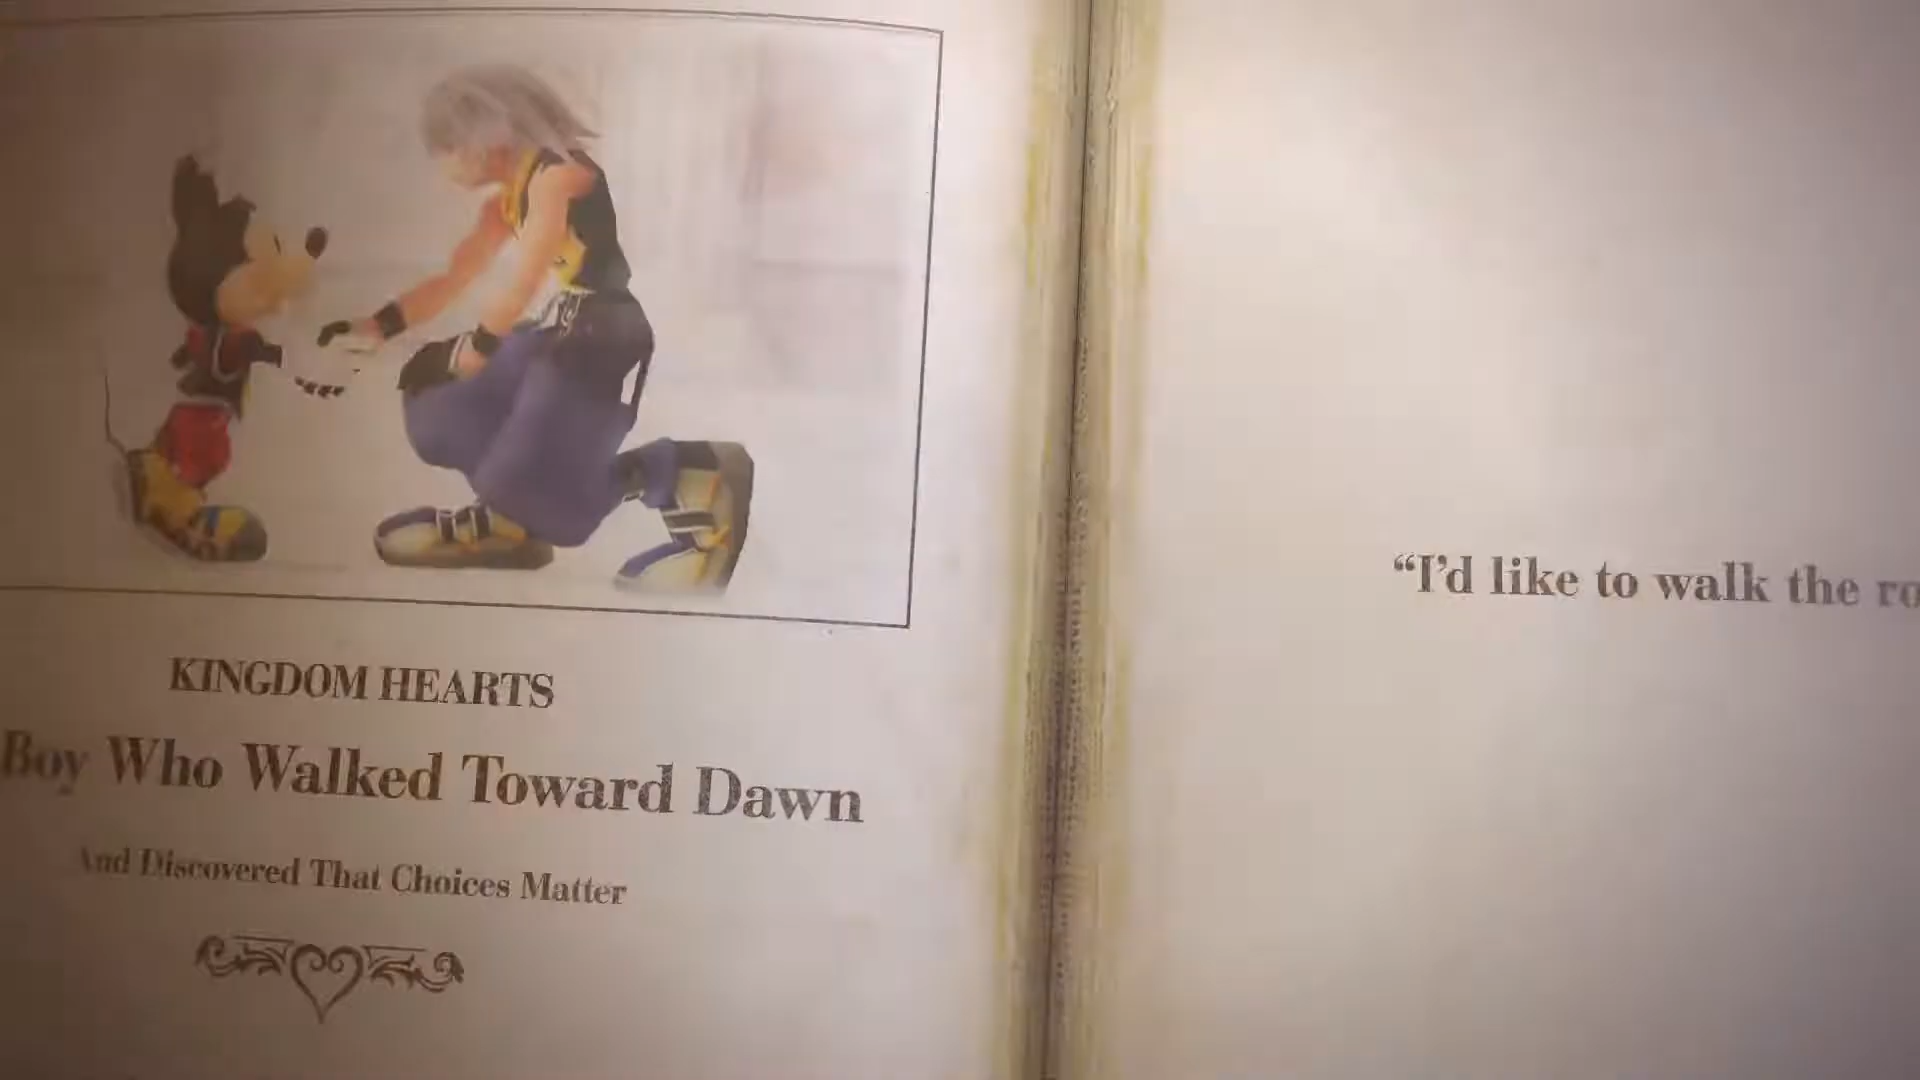 KINGDOM HEARTS
Boy Who Walked Toward Dawn
And Discovered That Choices Matter
“I’d like to walk the